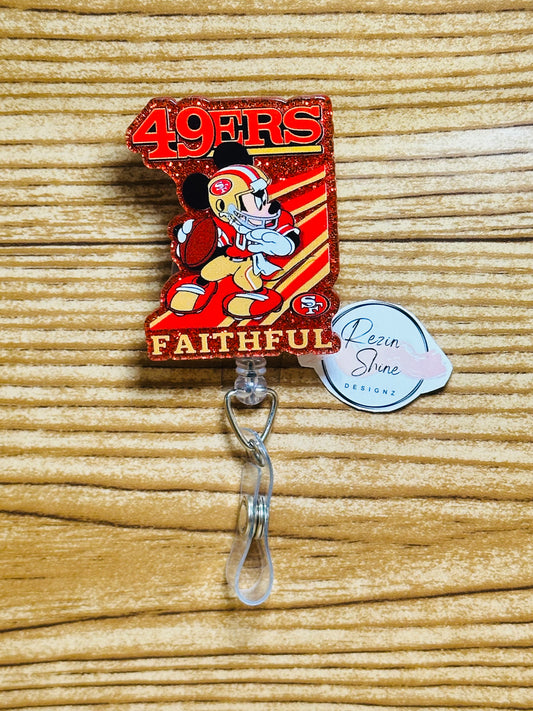 49ERS
SF
SF
FAITHFUL
Rezin
Shine
DESIGNZ